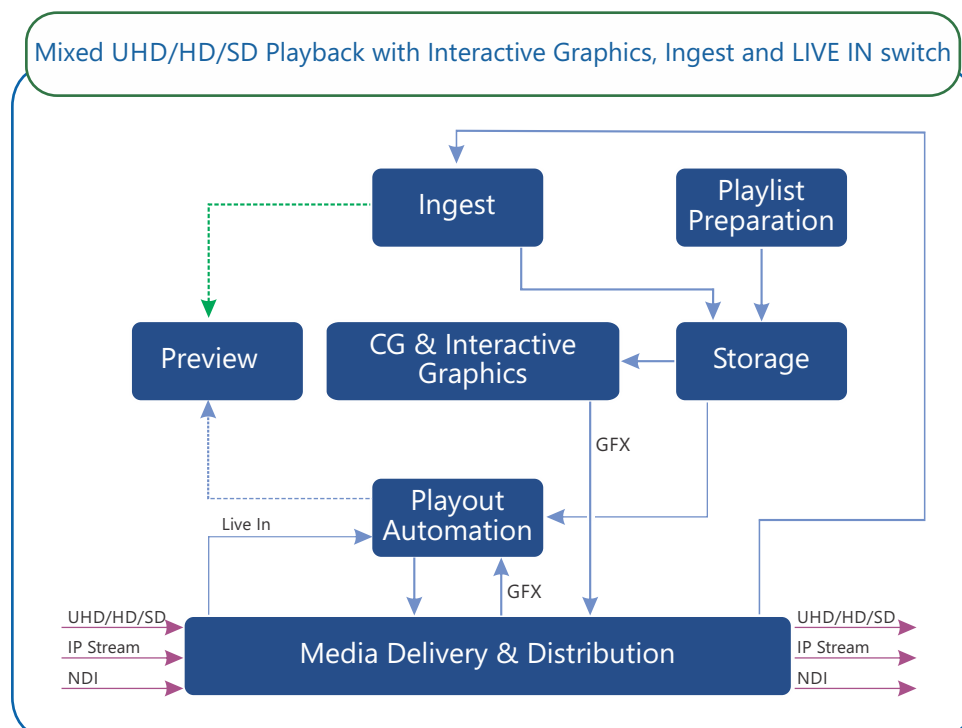 Mixed UHD/HD/SD Playback with Interactive Graphics, Ingest and LIVE IN switch
Ingest
Playlist
Preparation
Preview
CG & Interactive
Graphics
Storage
GFX
Playout
Automation
Live In
GFX
UHD/HD/SD
IP Stream
NDI
Media Delivery & Distribution
UHD/HD/SD
IP Stream
NDI